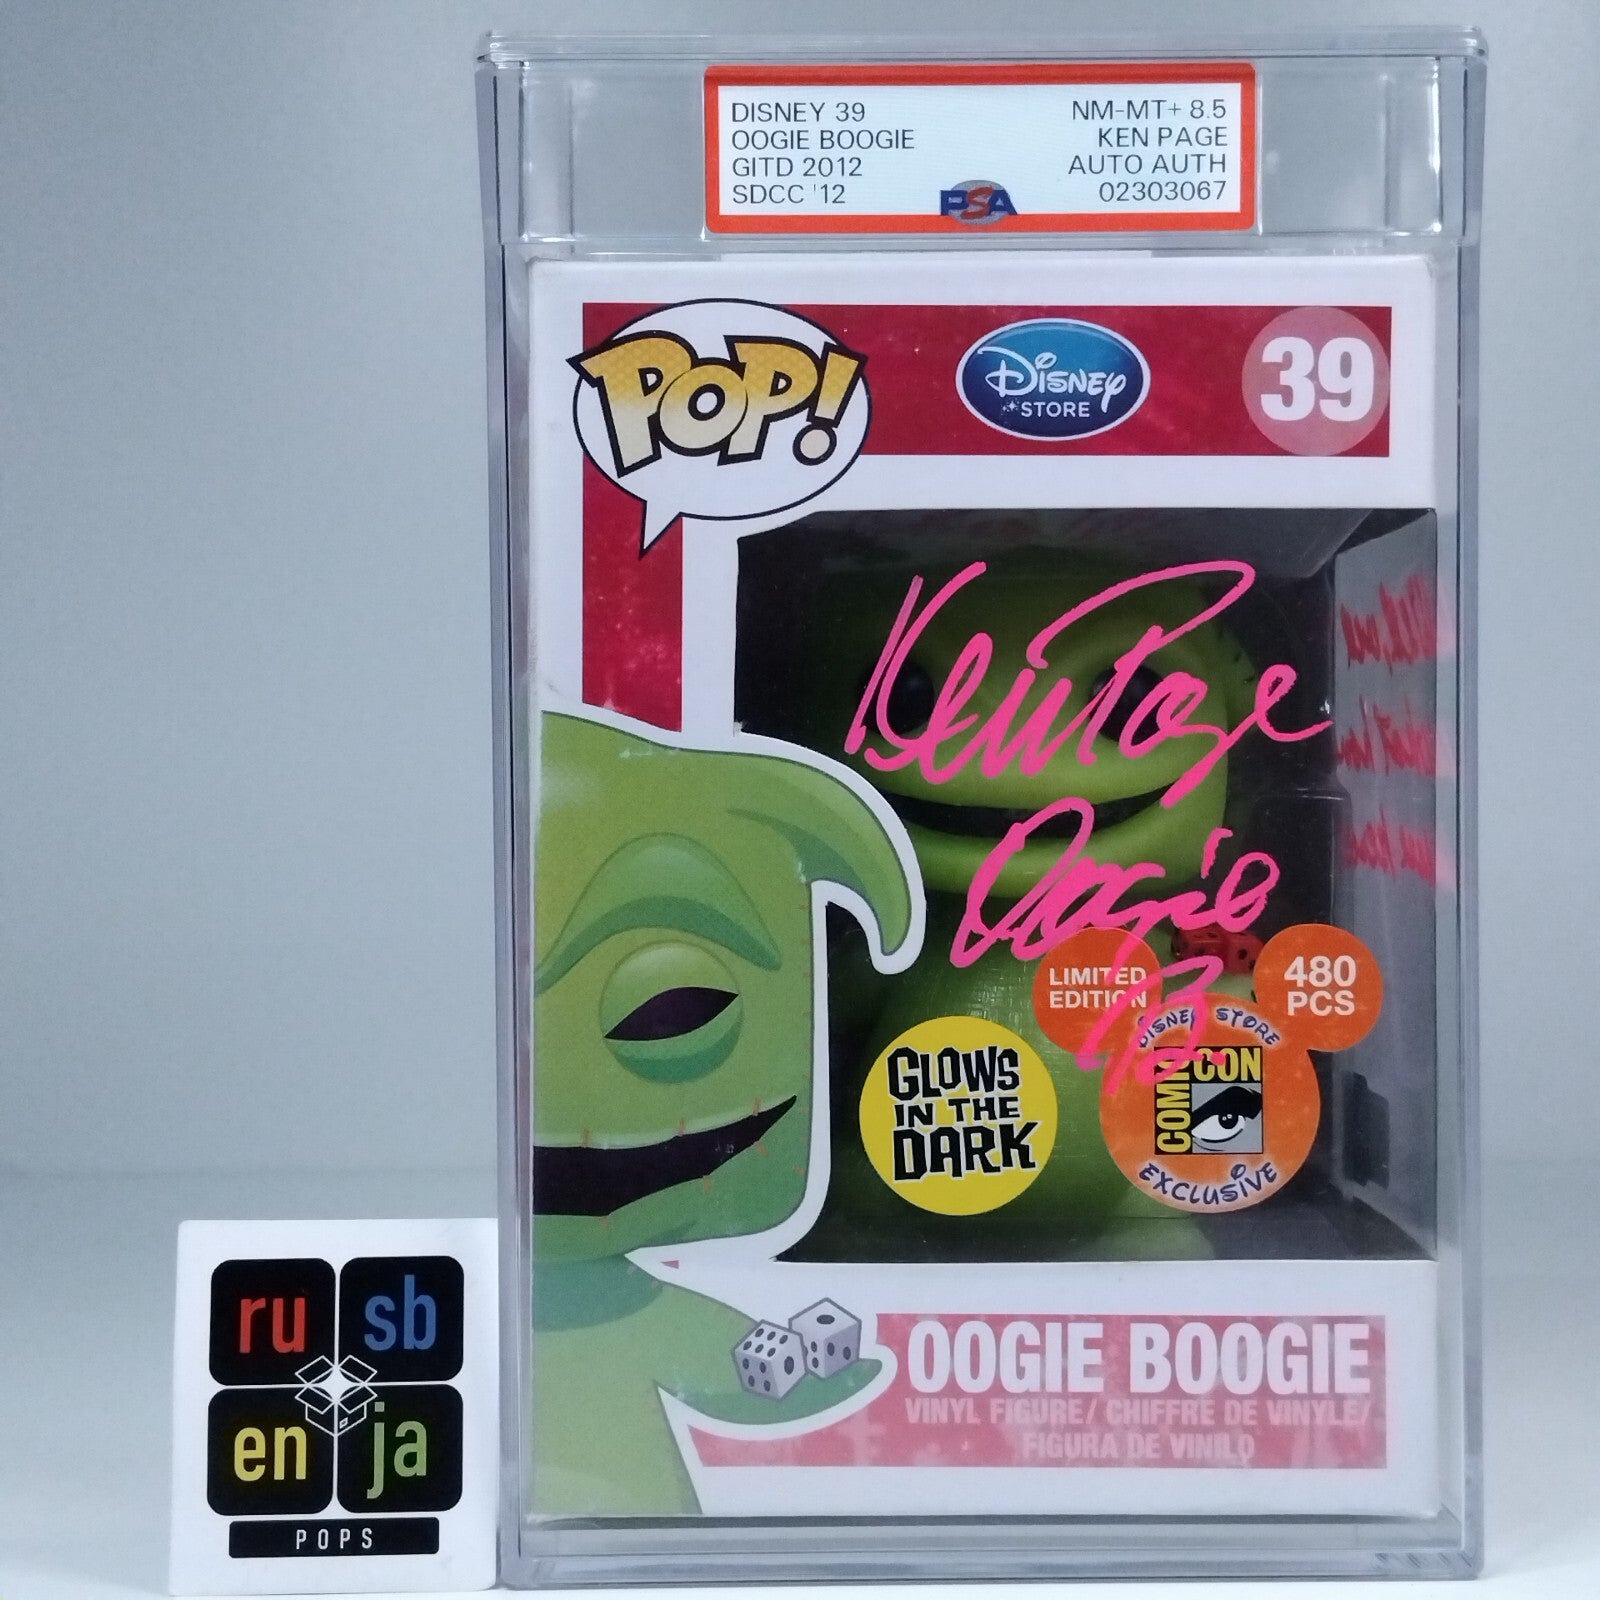 DISNEY 39
OOGIE BOOGIE
GITD 2012
SDCC '12
NM-MT+ 8.5
KEN PAGE
AUTO AUTH
02303067
PSA
POP!
Disney
STORE
39
Ken Page
Oogie
B.
LIMITED
EDITION
480
PCS
DISNEY STORE
COMIC CON
EXCLUSIVE
GLOWS
IN THE
DARK
OOGIE BOOGIE
VINYL FIGURE/ CHIFFRE DE VINYLE/
FIGURA DE VINILO
ru sb
en ja
POPS